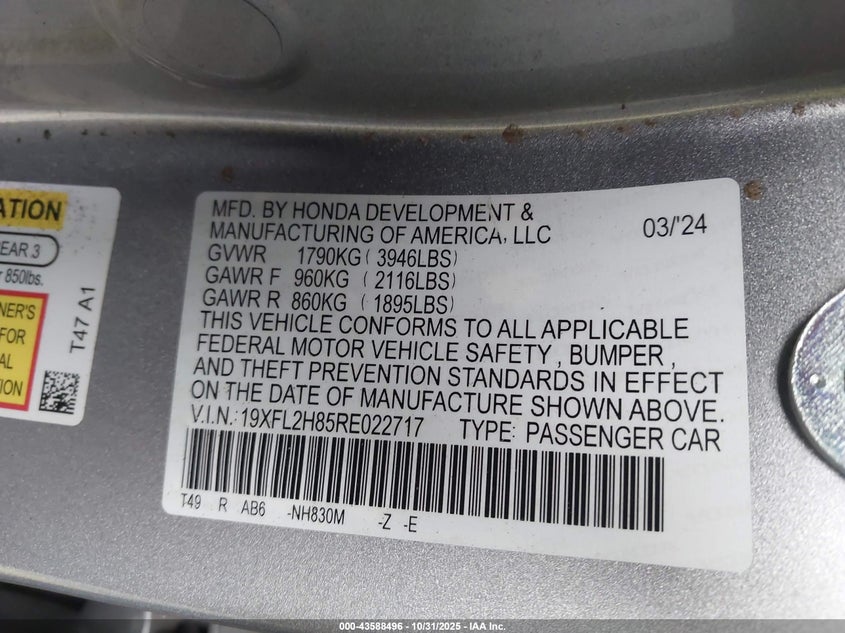 ATION
EAR 3
r 850lbs.
NER'S
FOR
AL
TION
T47 A1
MFD. BY HONDA DEVELOPMENT &
MANUFACTURING OF AMERICA, LLC 03/'24
GVWR 1790KG ( 3946LBS)
GAWR F 960KG ( 2116LBS)
GAWR R 860KG ( 1895LBS)
THIS VEHICLE CONFORMS TO ALL APPLICABLE
FEDERAL MOTOR VEHICLE SAFETY , BUMPER ,
AND THEFT PREVENTION STANDARDS IN EFFECT
ON THE DATE OF MANUFACTURE SHOWN ABOVE.
V.I.N.: 19XFL2H85RE022717 TYPE: PASSENGER CAR
T49 R AB6 -NH830M -Z -E
000-43588496 - 10/31/2025 - IAA Inc.